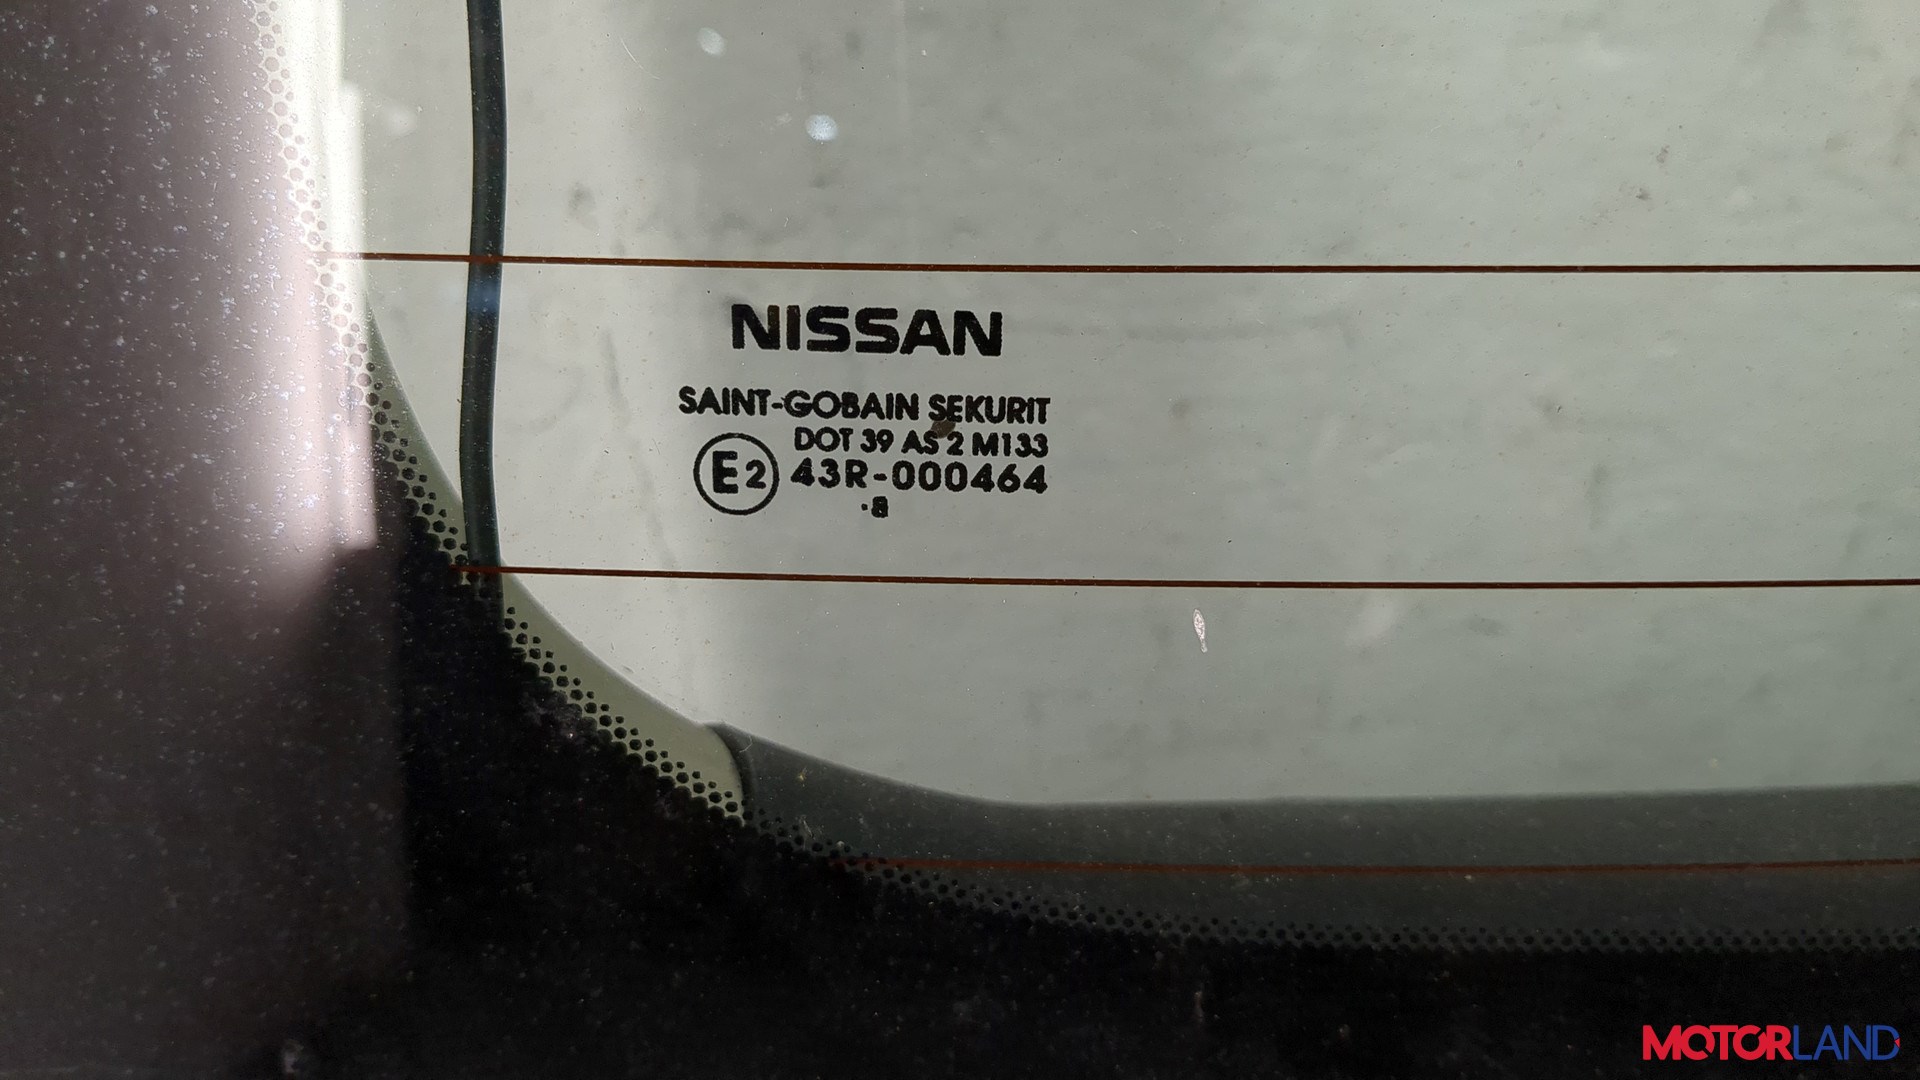 NISSAN
SAINT-GOBAIN SEKURIT
DOT 39 AS 2 M133
E2 43R-000464
·8
MOTORLAND